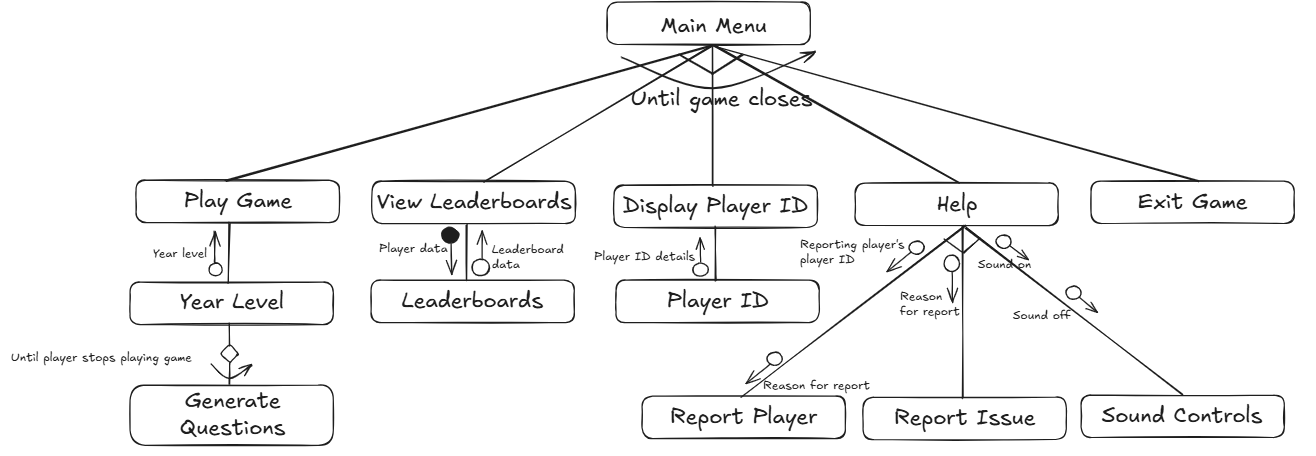 Main Menu
Until game closes
Play Game
View Leaderboards
Display Player ID
Help
Exit Game
Year level
Player data
Leaderboard
data
Player ID details
Reporting player's
player ID
Reason
for report
Sound on
Sound off
Year Level
Leaderboards
Player ID
Until player stops playing game
Reason for report
Generate
Questions
Report Player
Report Issue
Sound Controls